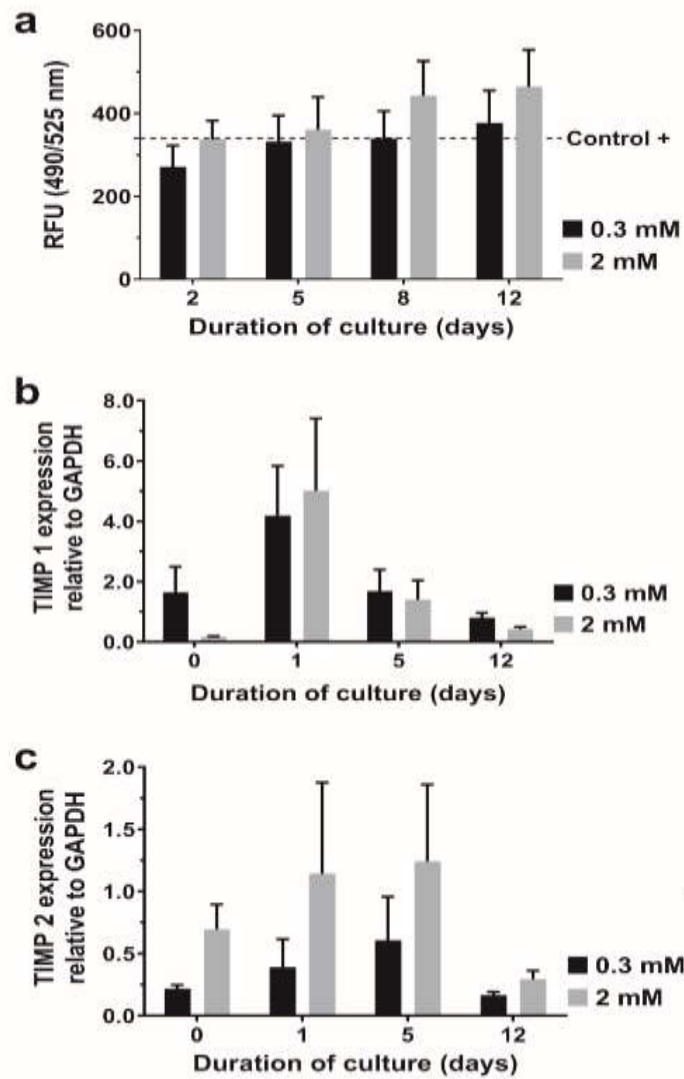 a
600
400
200
0
RFU (490/525 nm)
Control +
0.3 mM
2 mM
2 5 8 12
Duration of culture (days)
b
8.0
6.0
4.0
2.0
0.0
TIMP 1 expression
relative to GAPDH
0.3 mM
2 mM
0 1 5 12
Duration of culture (days)
c
2.0
1.5
1.0
0.5
0.0
TIMP 2 expression
relative to GAPDH
0.3 mM
2 mM
0 1 5 12
Duration of culture (days)